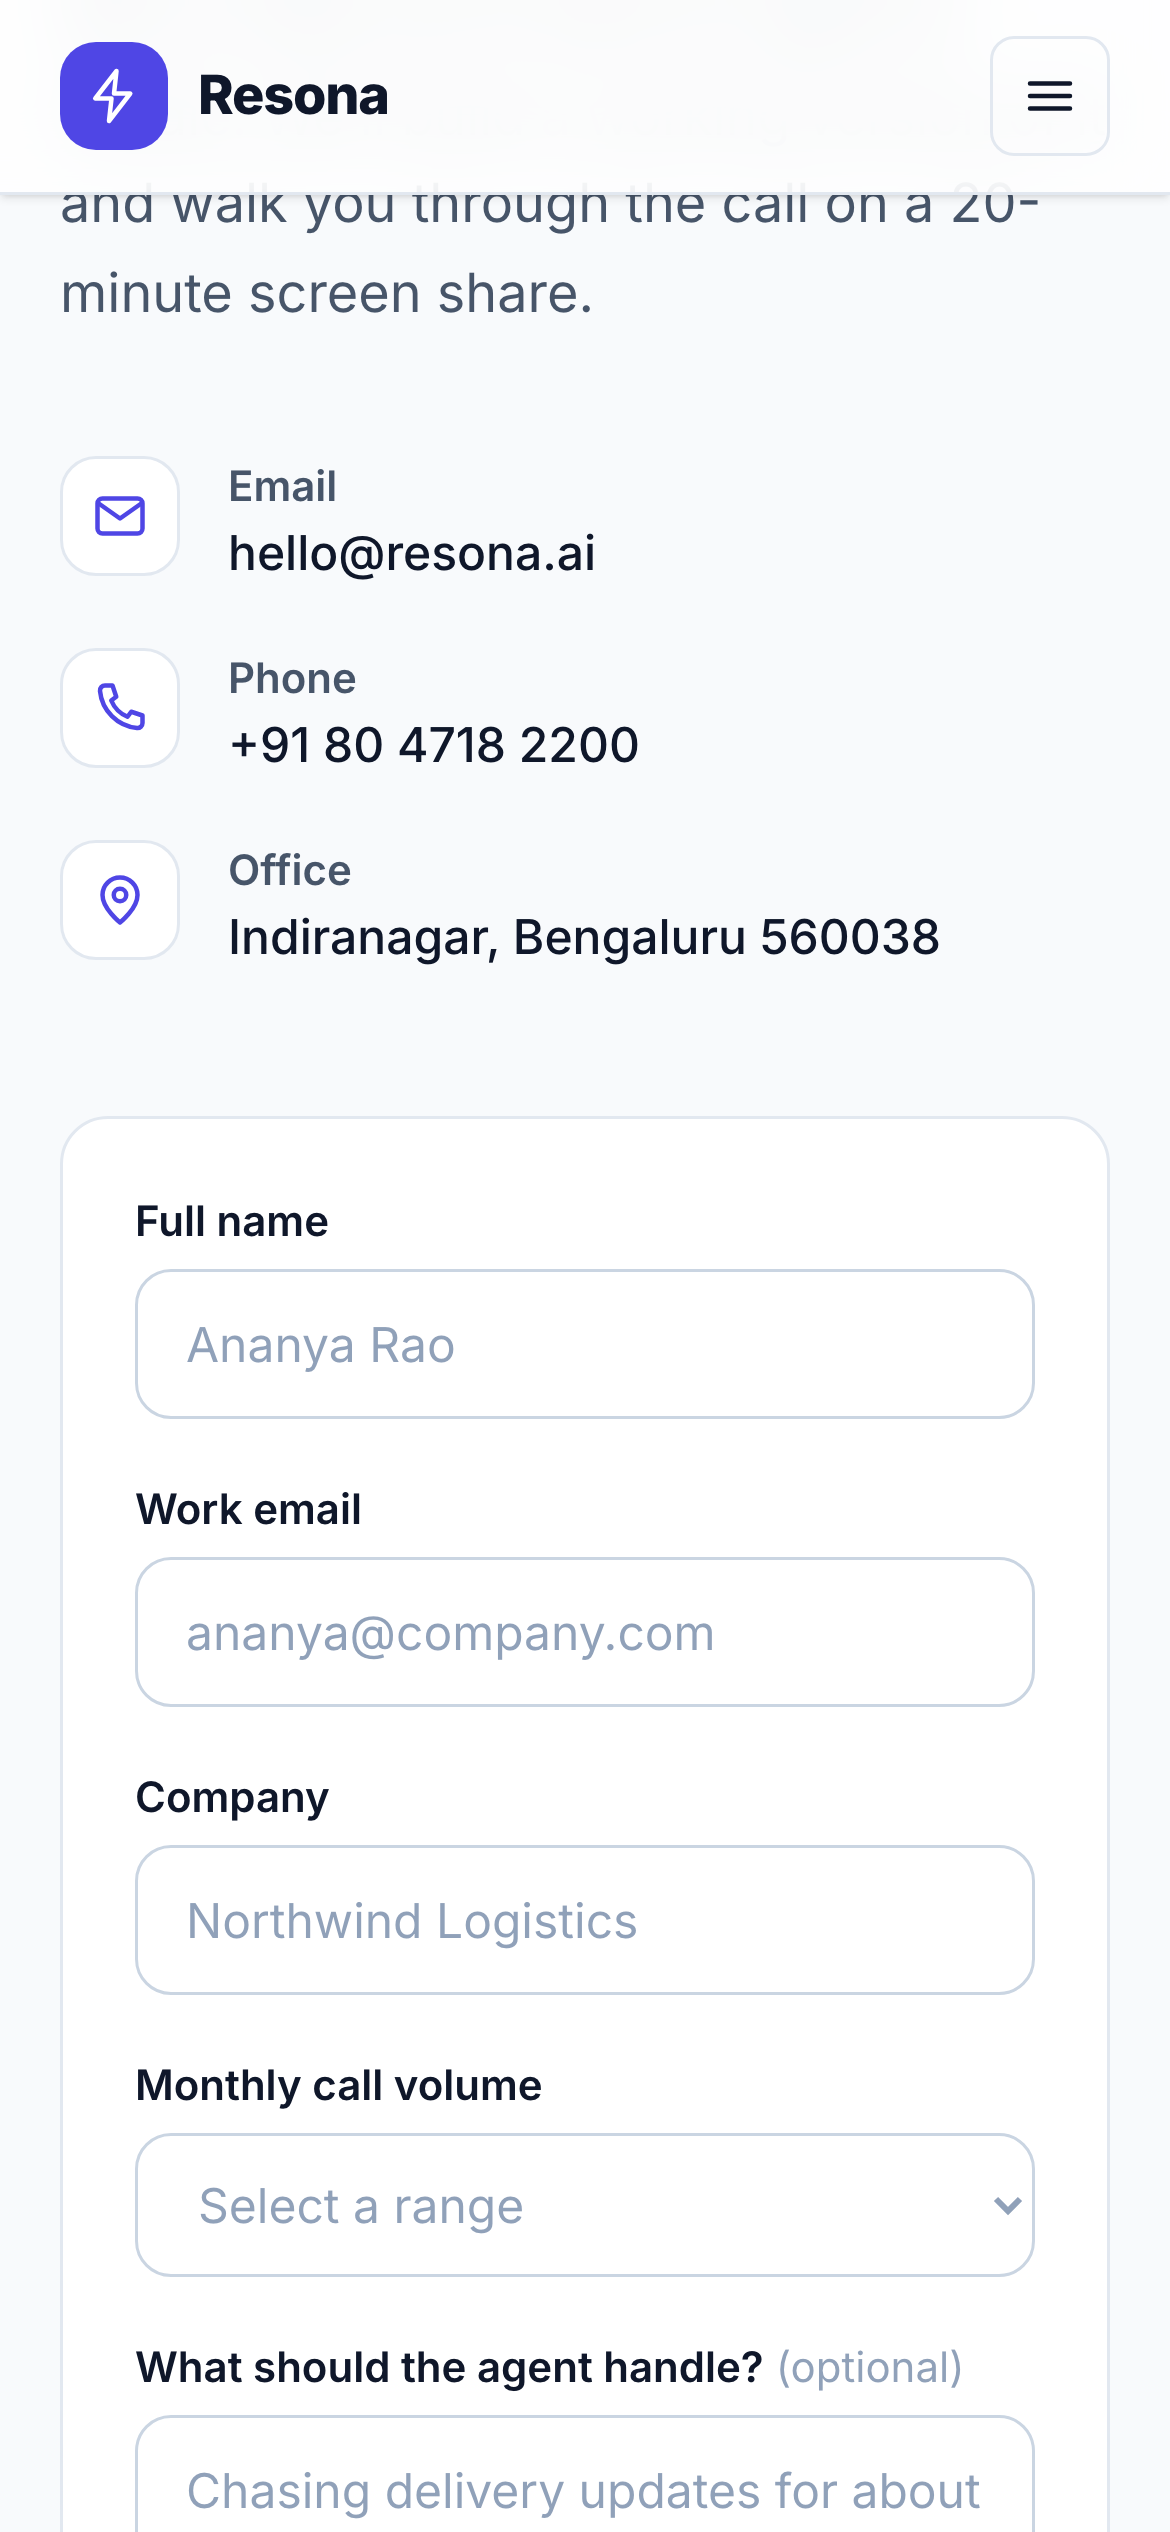 Resona
and walk you through the call on a 20-
minute screen share.
Email
hello@resona.ai
Phone
+91 80 4718 2200
Office
Indiranagar, Bengaluru 560038
Full name
Ananya Rao
Work email
ananya@company.com
Company
Northwind Logistics
Monthly call volume
Select a range
What should the agent handle? (optional)
Chasing delivery updates for about